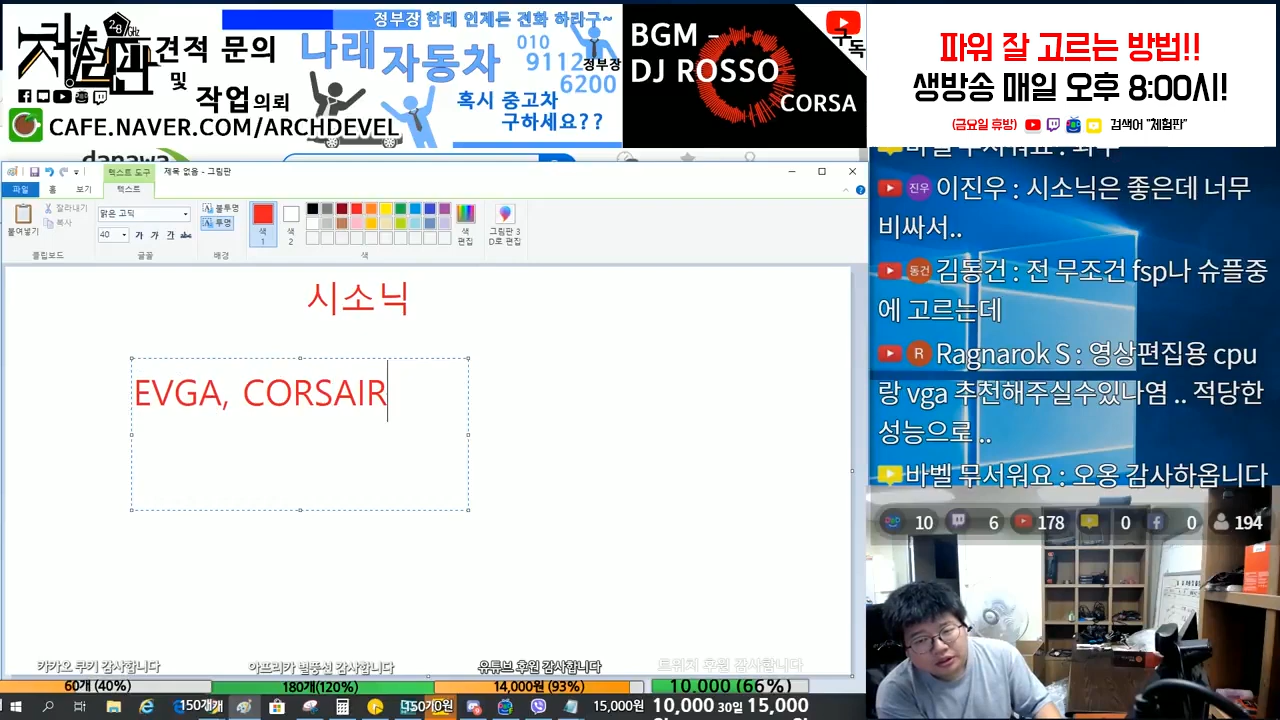 체험판
견적 문의
및
작업의뢰
CAFE.NAVER.COM/ARCHDEVEL
정부장 한테 인제든 전화 하라구~
나래
자동차
010
9112
6200
정부장
혹시 중고차
구하세요??
BGM -
DJ ROSSO
CORSA
구독
파워 잘 고르는 방법!!
생방송 매일 오후 8:00시!
(금요일 휴방) 검색어 "체험판"
danawa
텍스트 도구
제목 없음 - 그림판
파일 홈 보기 텍스트
붙여넣기
잘라내기
복사
클립보드
맑은 고딕
40
가 가 가 abc
글꼴
불투명
투명
배경
색
1
색
2
색
편집
색
그림판 3
D로 편집
시소닉
EVGA, CORSAIR
이진우 : 시소닉은 좋은데 너무
비싸서..
김동건 : 전 무조건 fsp나 슈플중
에 고르는데
Ragnarok S : 영상편집용 cpu
랑 vga 추천해주실수있나염 .. 적당한
성능으로 ..
바벨 뮤서워요 : 오옹 감사하옵니다
10 6 178 0 0 194
카카오 쿠키 감사합니다
아프리카 별풍선 감사합니다
유튜브 후원 감사합니다
트위치 후원 감사합니다
60개 (40%)
180개(120%)
14,000원 (93%)
10,000 (66%)
150개
15,000원
10,000
30일
15,000